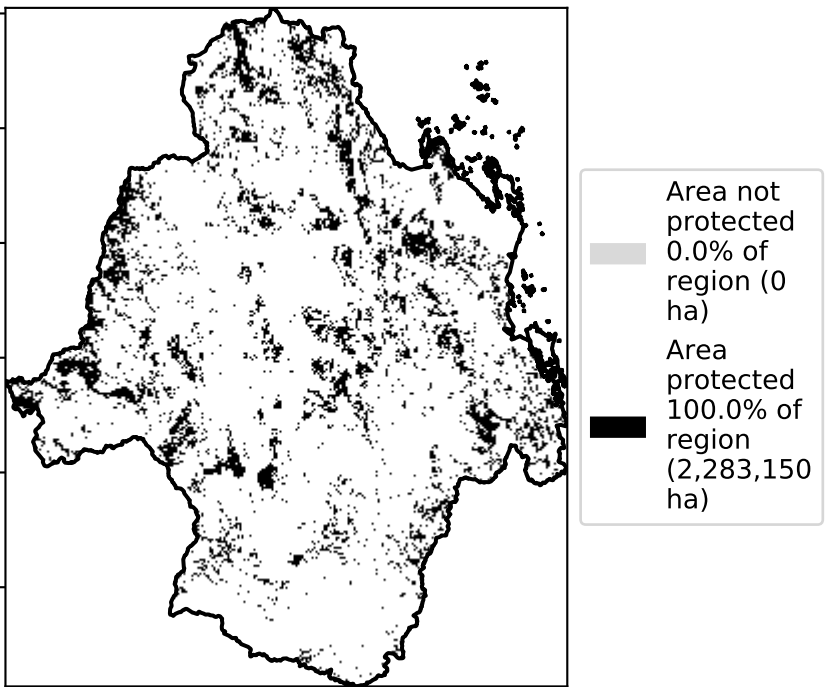 Area not
protected
0.0% of
region (0
ha)
Area
protected
100.0% of
region
(2,283,150
ha)